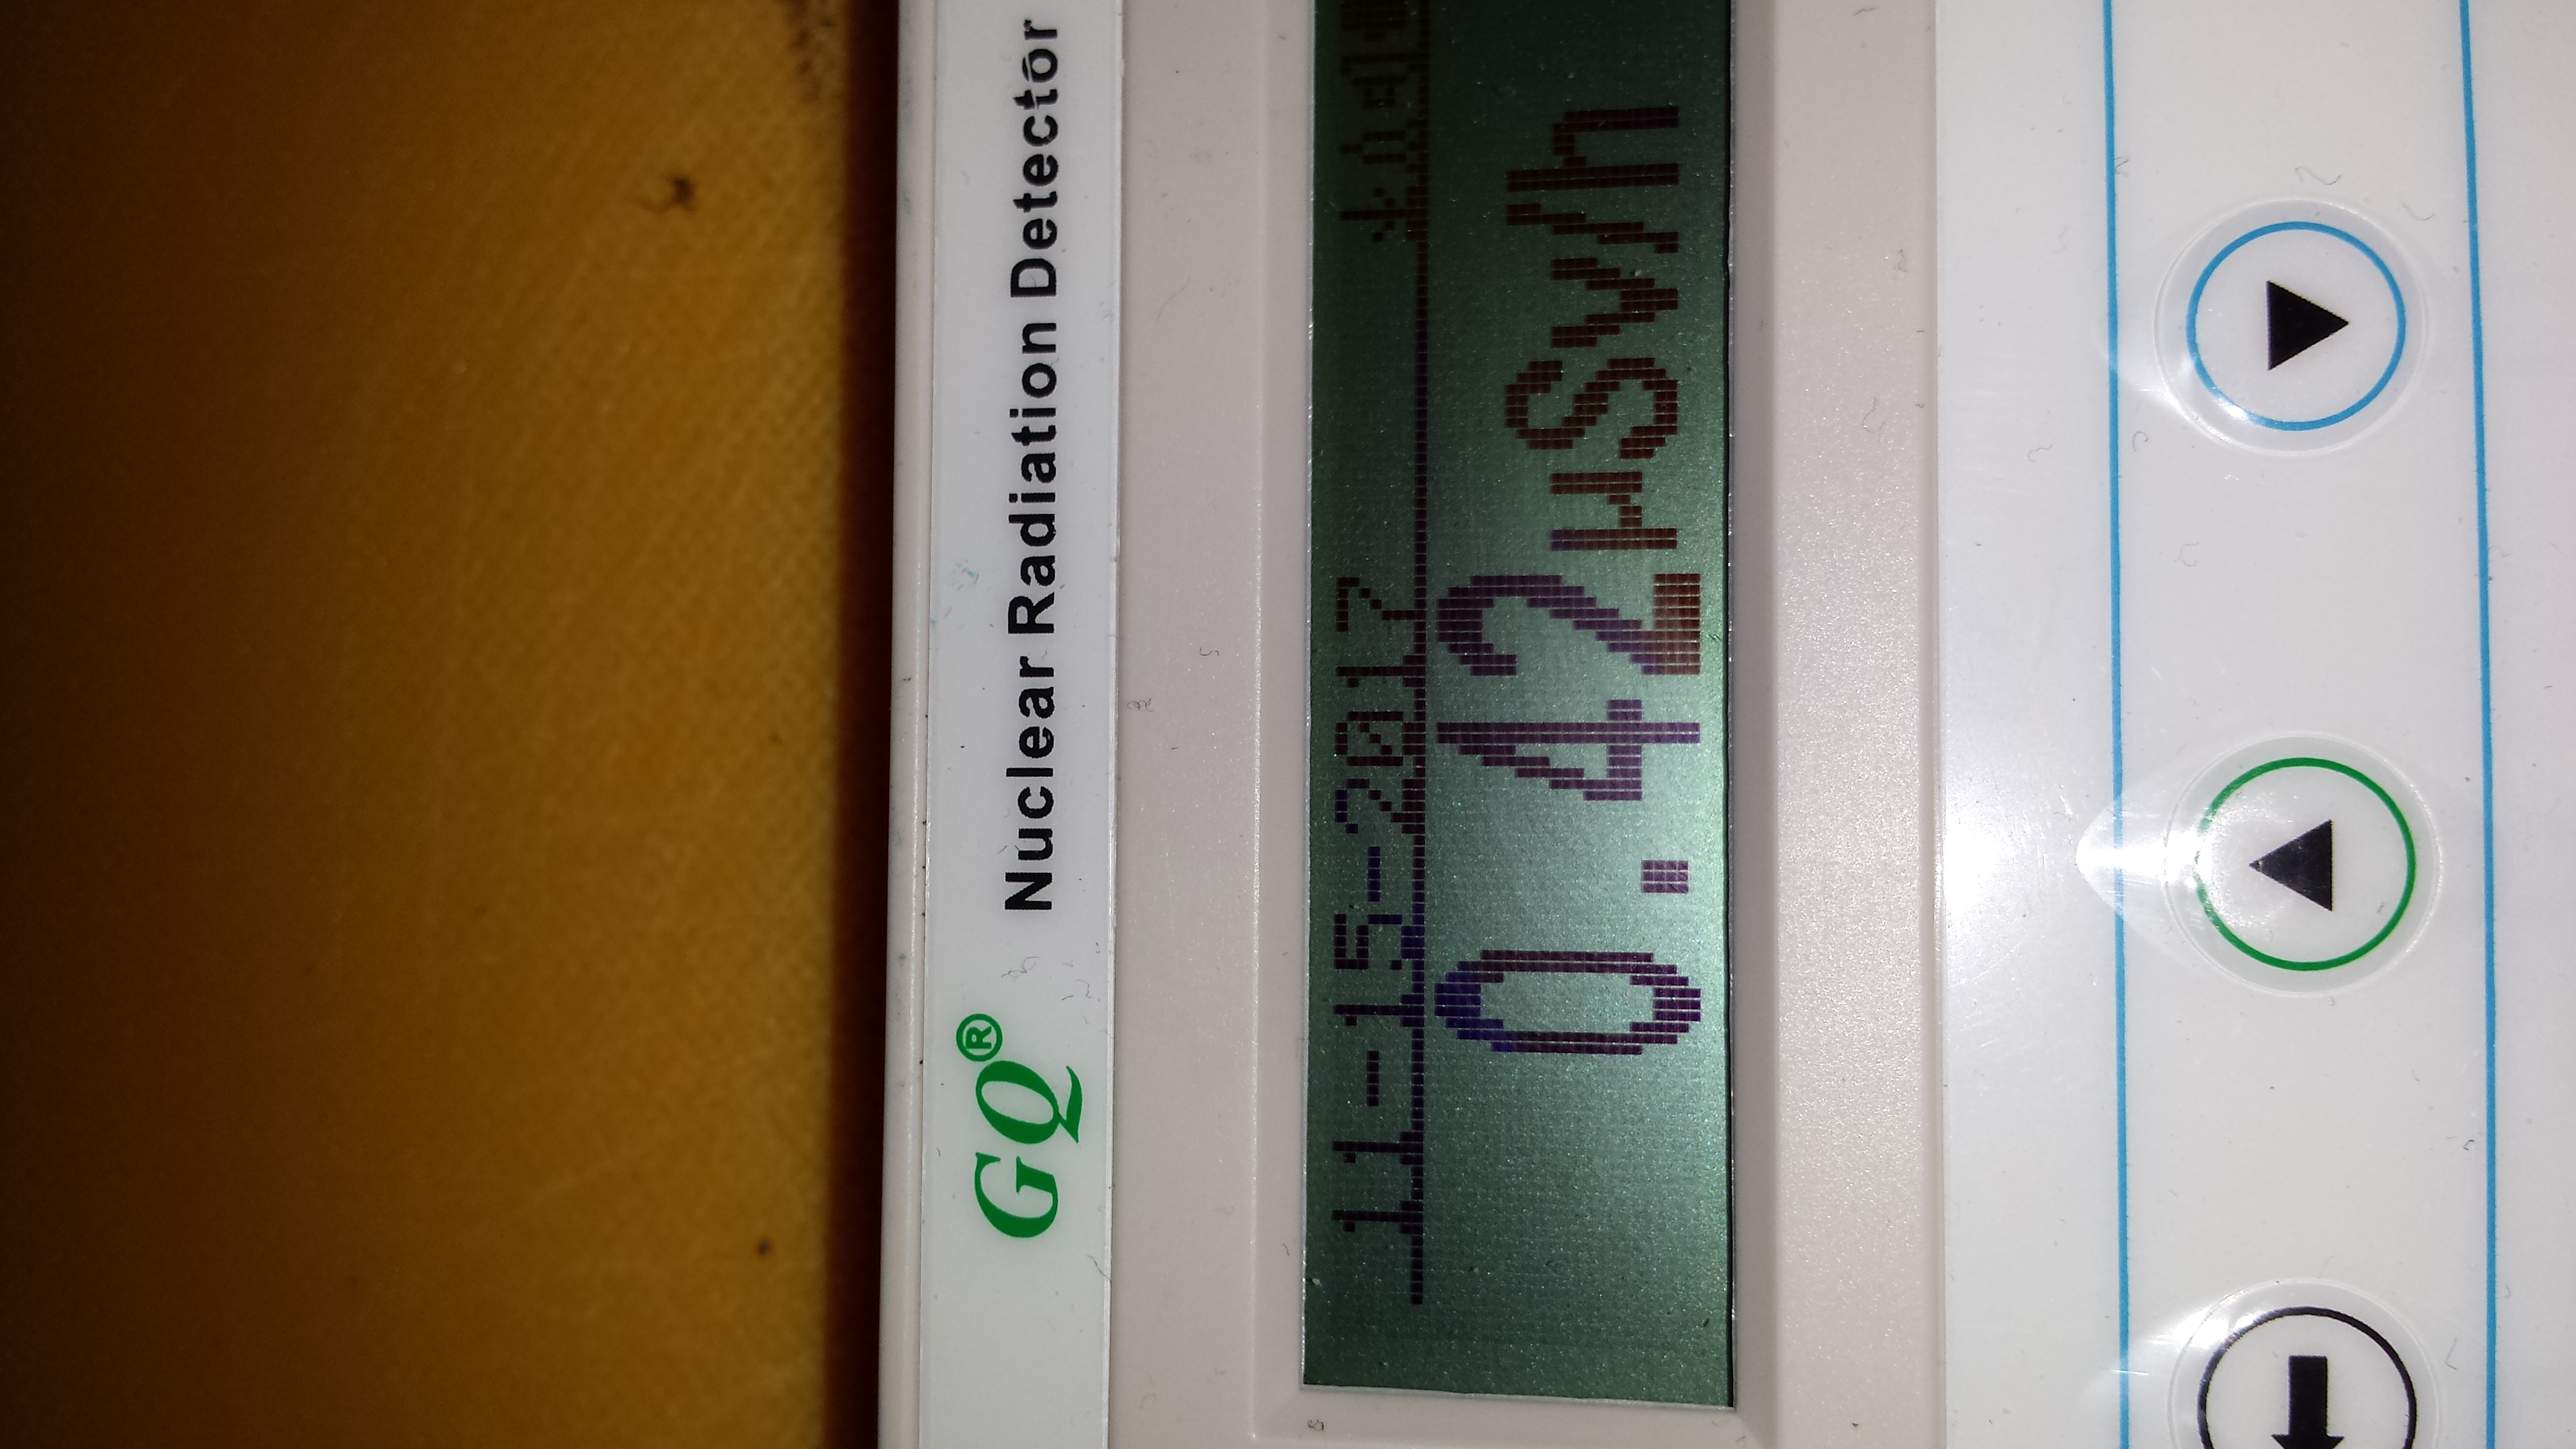 GQ® Nuclear Radiation Detector
11-15-2017
0.42µSv/h